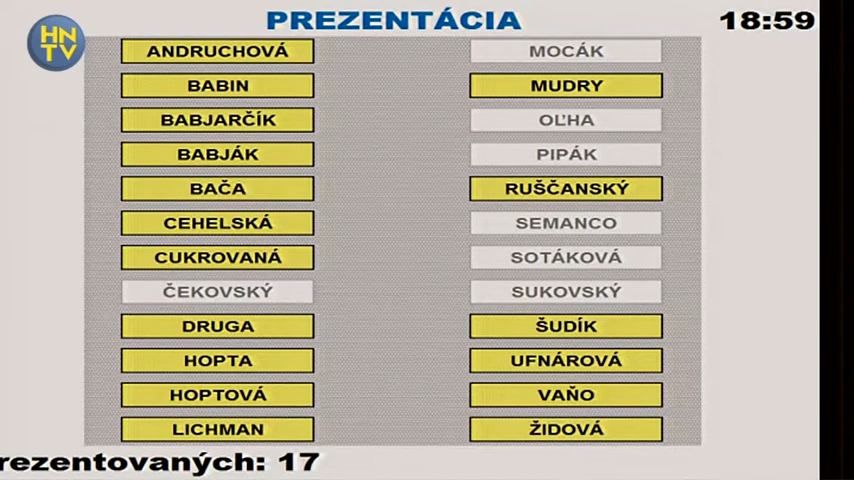 HN
TV
PREZENTÁCIA
18:59
ANDRUCHOVÁ
BABIN
BABJARČÍK
BABJÁK
BAČA
CEHELSKÁ
CUKROVANÁ
ČEKOVSKÝ
DRUGA
HOPTA
HOPTOVÁ
LICHMAN
MOCÁK
MUDRY
OĽHA
PIPÁK
RUŠČANSKÝ
SEMANCO
SOTÁKOVÁ
SUKOVSKÝ
ŠUDÍK
UFNÁROVÁ
VAŇO
ŽIDOVÁ
rezentovaných: 17